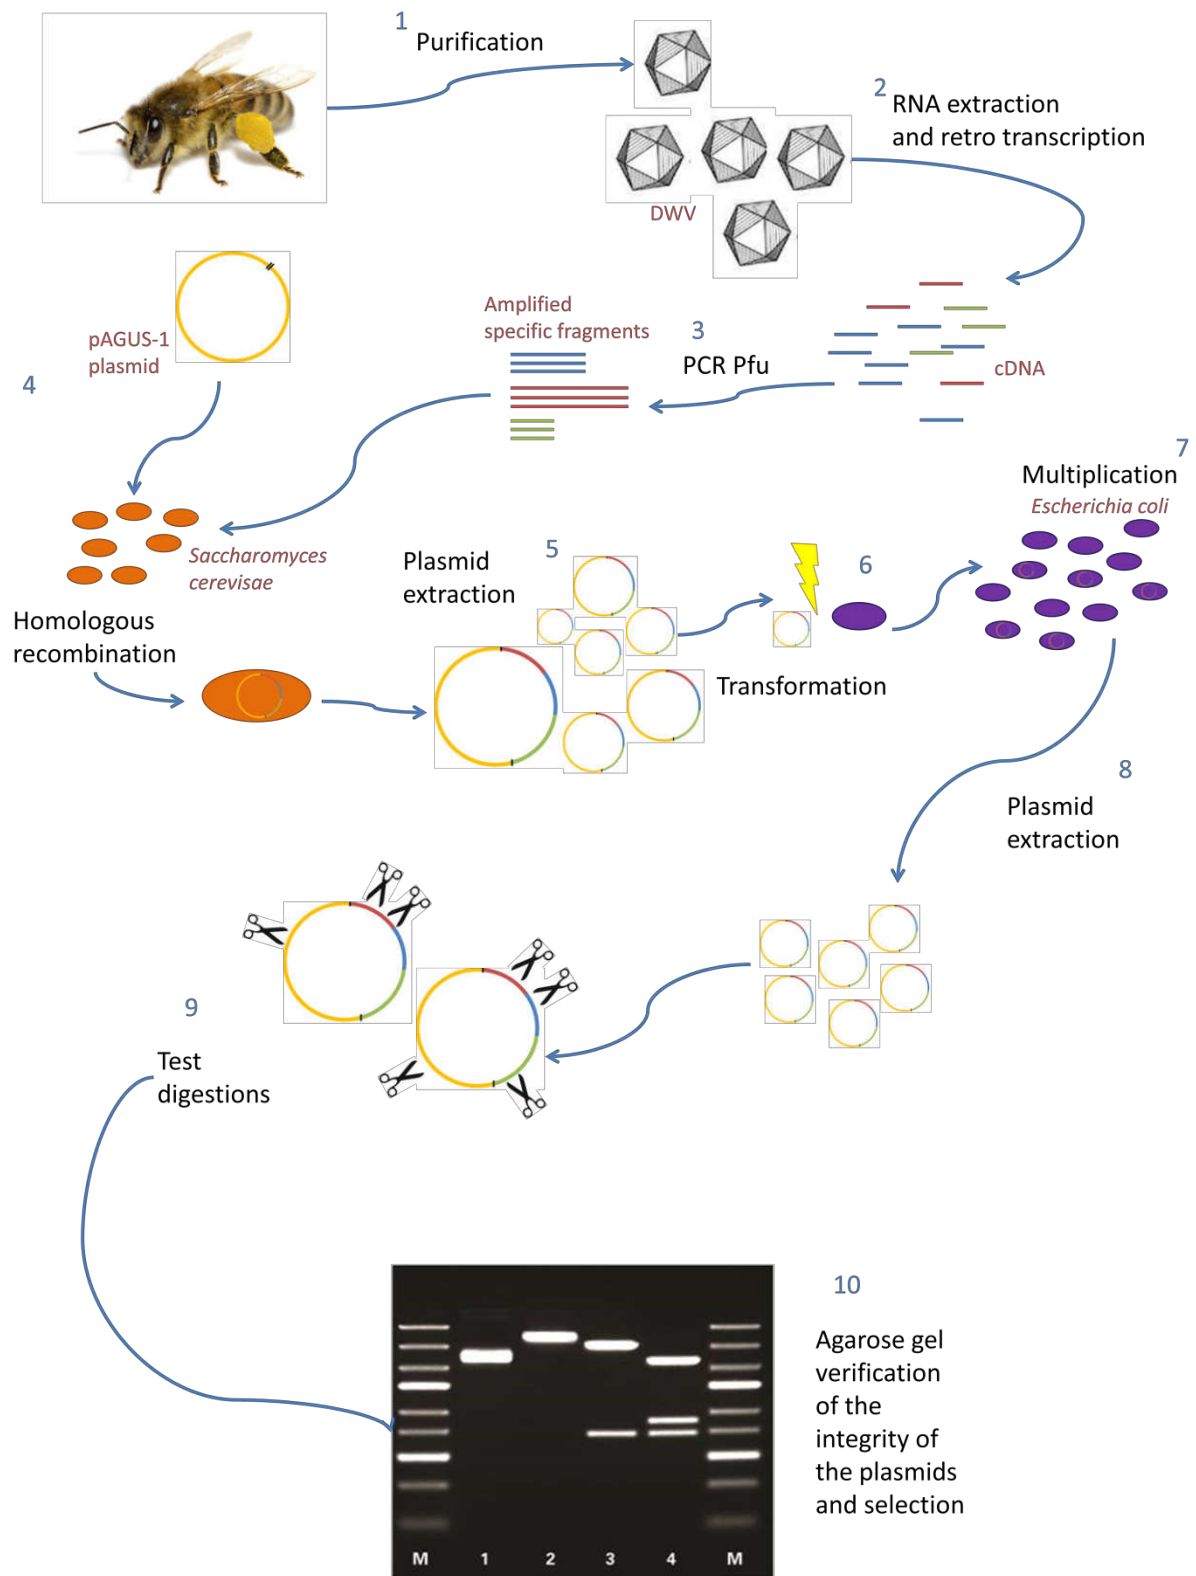 1
Purification
2
RNA extraction
and retro transcription
DWV
pAGUS-1
plasmid
Amplified
specific fragments
3
PCR Pfu
cDNA
4
Saccharomyces
cerevisae
Homologous
recombination
Plasmid
extraction
5
Transformation
6
7
Multiplication
Escherichia coli
8
Plasmid
extraction
9
Test
digestions
10
Agarose gel
verification
of the
integrity of
the plasmids
and selection
M 1 2 3 4 M